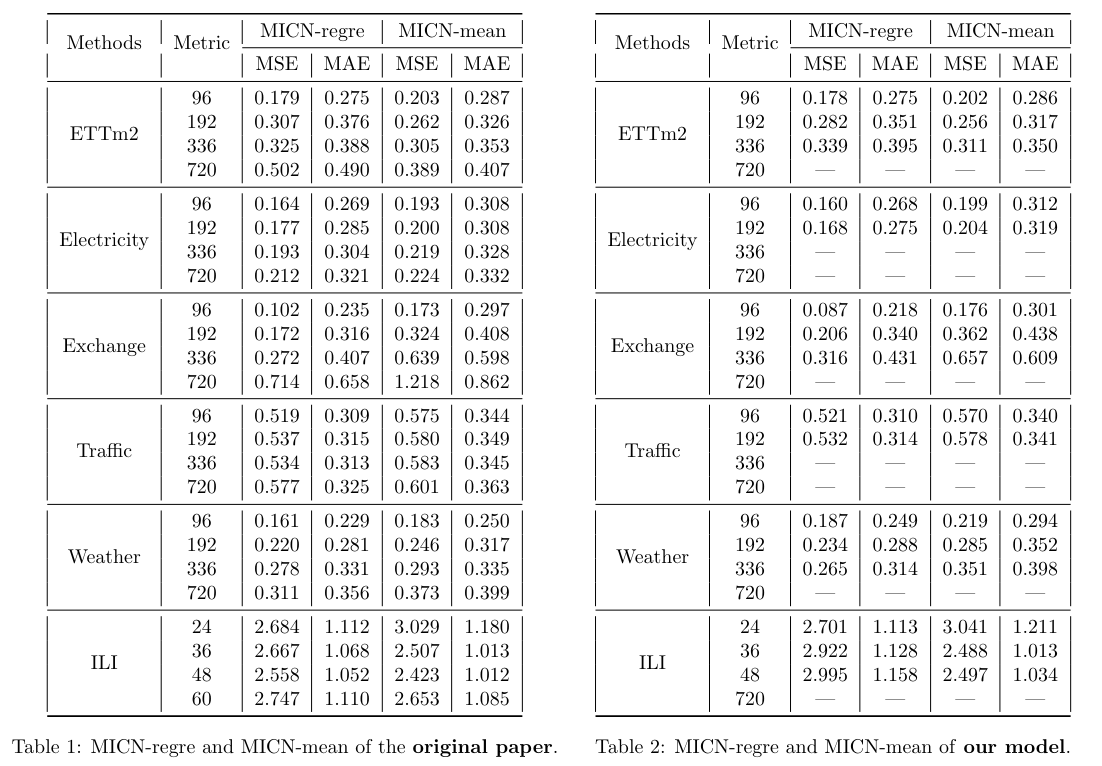 Methods Metric MICN-regre MICN-mean
MSE MAE MSE MAE
ETTm2
96 0.179 0.275 0.203 0.287
192 0.307 0.376 0.262 0.326
336 0.325 0.388 0.305 0.353
720 0.502 0.490 0.389 0.407
Electricity
96 0.164 0.269 0.193 0.308
192 0.177 0.285 0.200 0.308
336 0.193 0.304 0.219 0.328
720 0.212 0.321 0.224 0.332
Exchange
96 0.102 0.235 0.173 0.297
192 0.172 0.316 0.324 0.408
336 0.272 0.407 0.639 0.598
720 0.714 0.658 1.218 0.862
Traffic
96 0.519 0.309 0.575 0.344
192 0.537 0.315 0.580 0.349
336 0.534 0.313 0.583 0.345
720 0.577 0.325 0.601 0.363
Weather
96 0.161 0.229 0.183 0.250
192 0.220 0.281 0.246 0.317
336 0.278 0.331 0.293 0.335
720 0.311 0.356 0.373 0.399
ILI
24 2.684 1.112 3.029 1.180
36 2.667 1.068 2.507 1.013
48 2.558 1.052 2.423 1.012
60 2.747 1.110 2.653 1.085
Table 1: MICN-regre and MICN-mean of the original paper.
Methods Metric MICN-regre MICN-mean
MSE MAE MSE MAE
ETTm2
96 0.178 0.275 0.202 0.286
192 0.282 0.351 0.256 0.317
336 0.339 0.395 0.311 0.350
720 — — — —
Electricity
96 0.160 0.268 0.199 0.312
192 0.168 0.275 0.204 0.319
336 — — — —
720 — — — —
Exchange
96 0.087 0.218 0.176 0.301
192 0.206 0.340 0.362 0.438
336 0.316 0.431 0.657 0.609
720 — — — —
Traffic
96 0.521 0.310 0.570 0.340
192 0.532 0.314 0.578 0.341
336 — — — —
720 — — — —
Weather
96 0.187 0.249 0.219 0.294
192 0.234 0.288 0.285 0.352
336 0.265 0.314 0.351 0.398
720 — — — —
ILI
24 2.701 1.113 3.041 1.211
36 2.922 1.128 2.488 1.013
48 2.995 1.158 2.497 1.034
720 — — — —
Table 2: MICN-regre and MICN-mean of our model.